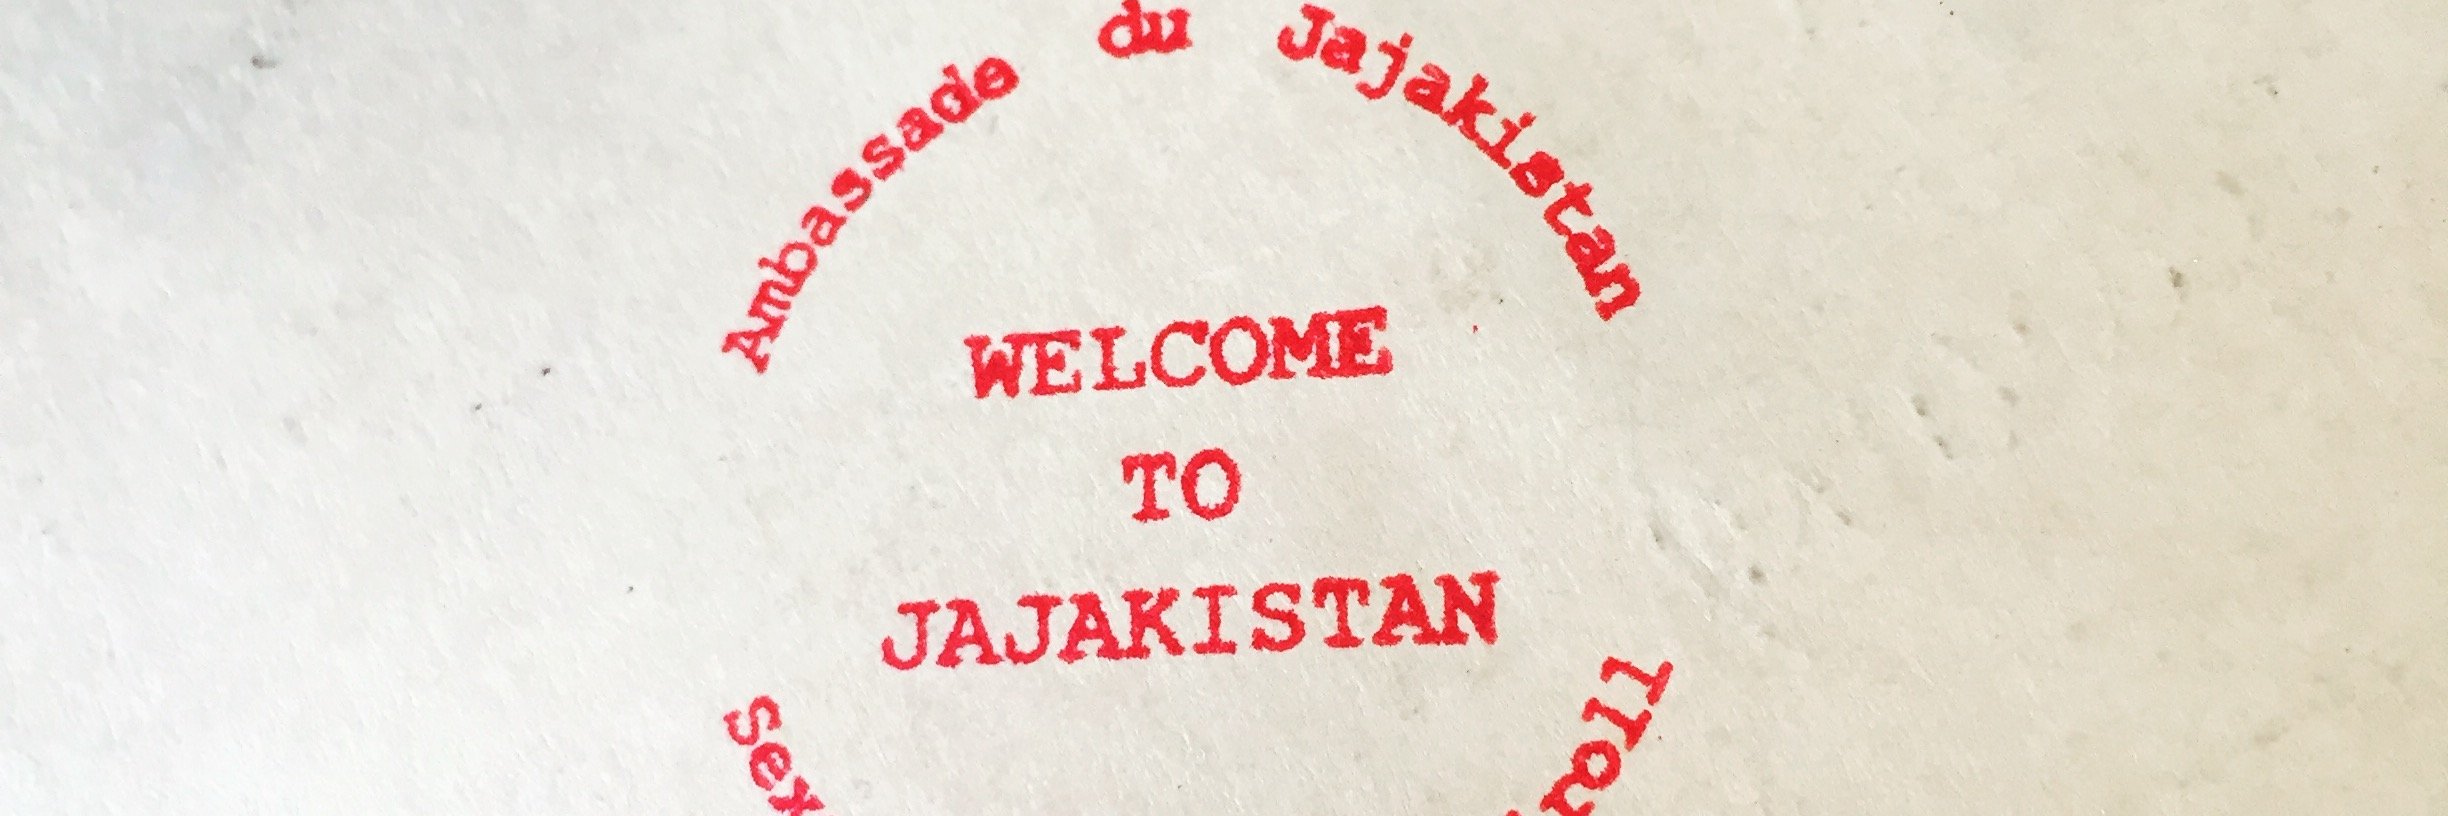 Ambassade du Jajakistan
WELCOME
TO
JAJAKISTAN